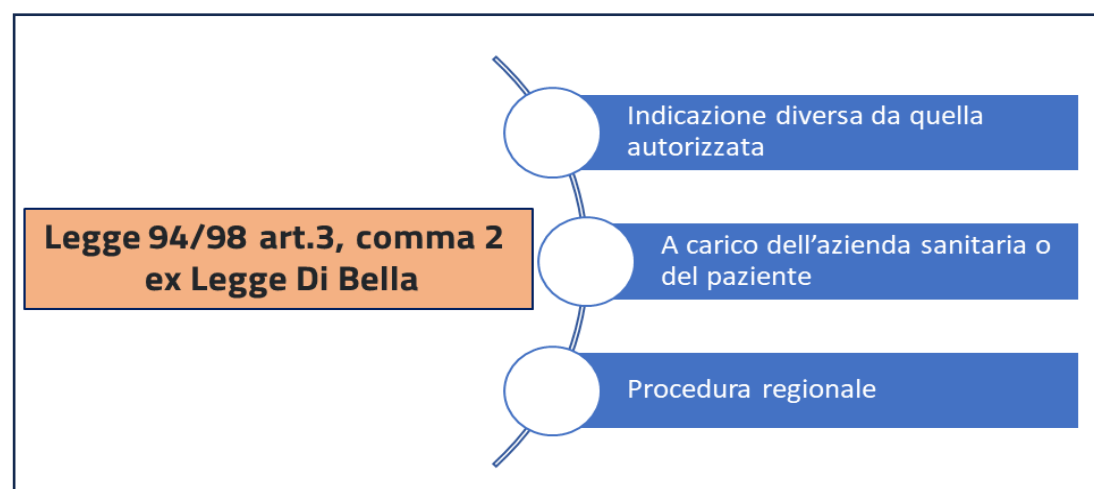 Legge 94/98 art.3, comma 2
ex Legge Di Bella
Indicazione diversa da quella
autorizzata
A carico dell’azienda sanitaria o
del paziente
Procedura regionale